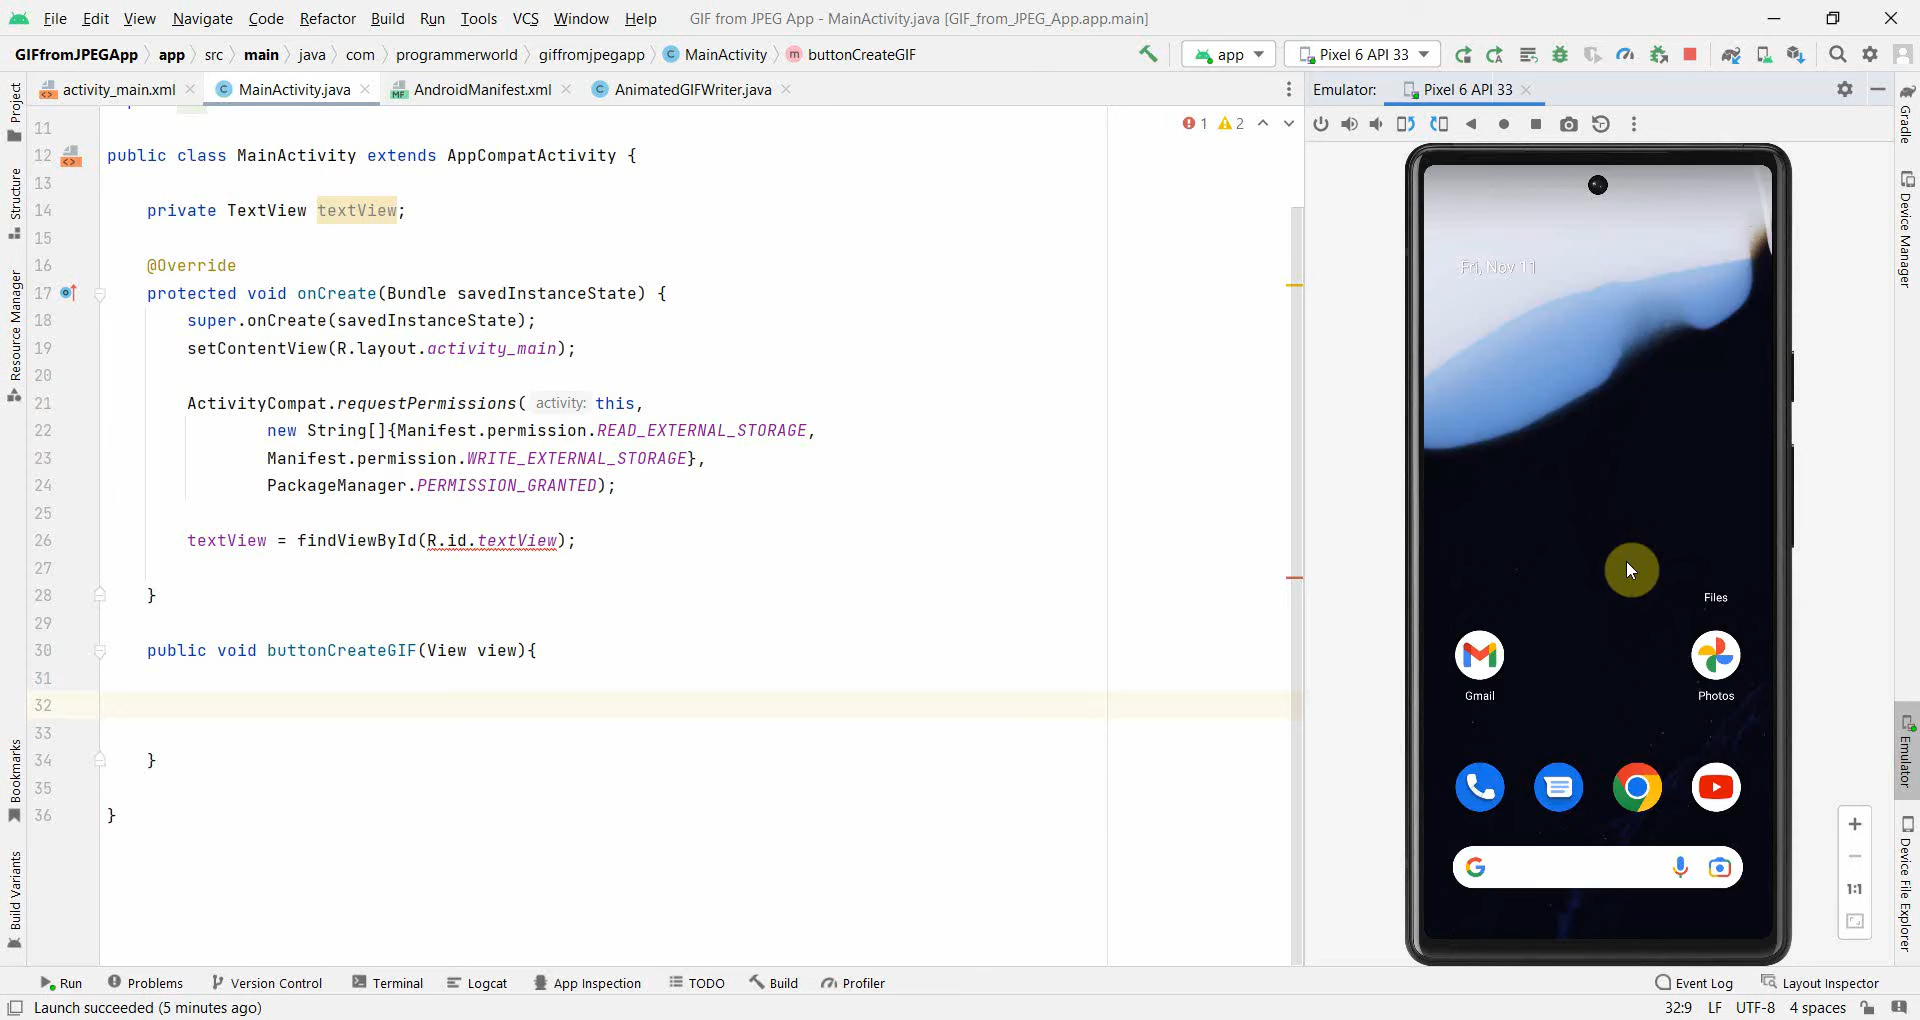 File Edit View Navigate Code Refactor Build Run Tools VCS Window Help GIF from JPEG App - MainActivity.java [GIF_from_JPEG_App.app.main]
GIFfromJPEGApp app src main java com programmerworld giffromjpegapp MainActivity buttonCreateGIF app Pixel 6 API 33
activity_main.xml MainActivity.java AndroidManifest.xml AnimatedGIFWriter.java Emulator: Pixel 6 API 33
1 2
11
12 public class MainActivity extends AppCompatActivity {
13
14 private TextView textView;
15
16 @Override
17 protected void onCreate(Bundle savedInstanceState) {
18 super.onCreate(savedInstanceState);
19 setContentView(R.layout.activity_main);
20
21 ActivityCompat.requestPermissions( activity: this,
22 new String[]{Manifest.permission.READ_EXTERNAL_STORAGE,
23 Manifest.permission.WRITE_EXTERNAL_STORAGE},
24 PackageManager.PERMISSION_GRANTED);
25
26 textView = findViewById(R.id.textView);
27
28 }
29
30 public void buttonCreateGIF(View view){
31
32
33
34 }
35
36 }
Project
Structure
Resource Manager
Bookmarks
Build Variants
Fri, Nov 11
Files
Gmail
Photos
1:1
Gradle
Device Manager
Emulator
Device File Explorer
Run Problems Version Control Terminal Logcat App Inspection TODO Build Profiler Event Log Layout Inspector
Launch succeeded (5 minutes ago) 32:9 LF UTF-8 4 spaces